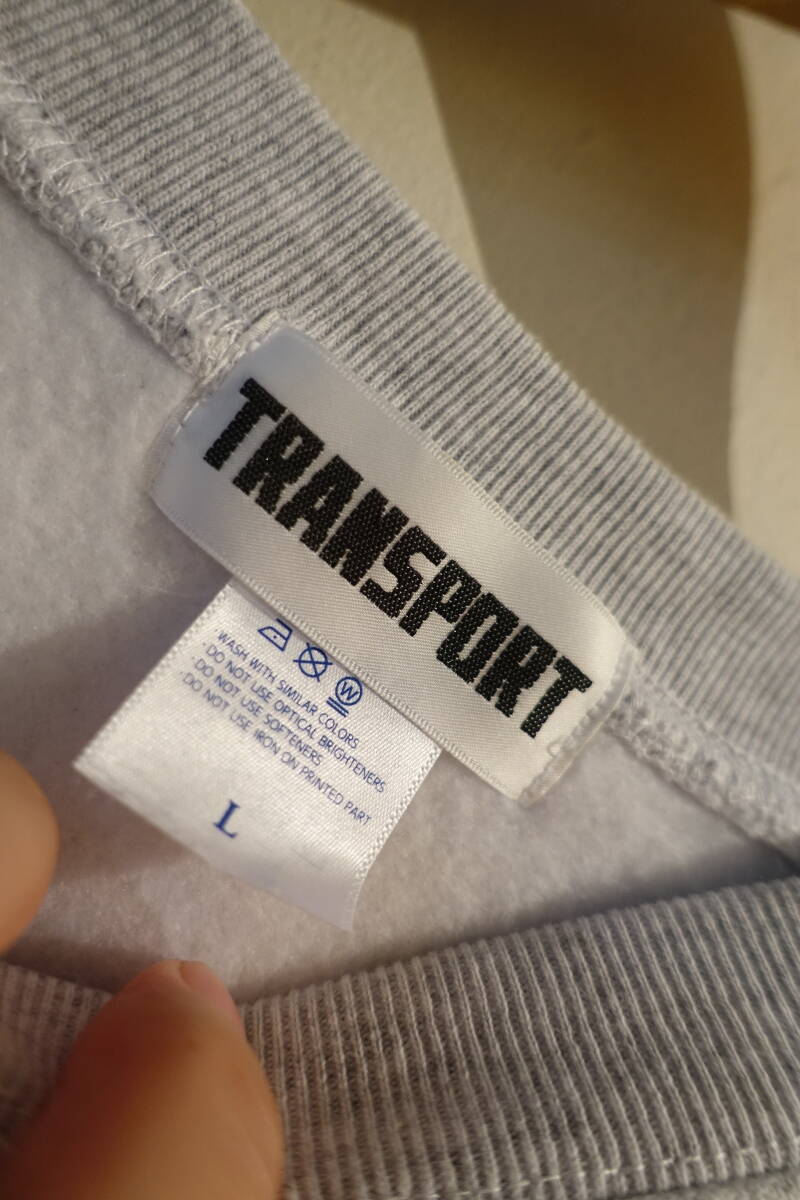 TRANSPORT
W
WASH WITH SIMILAR COLORS
·DO NOT USE OPTICAL BRIGHTENERS
·DO NOT USE SOFTENERS
·DO NOT USE IRON ON PRINTED PART
L